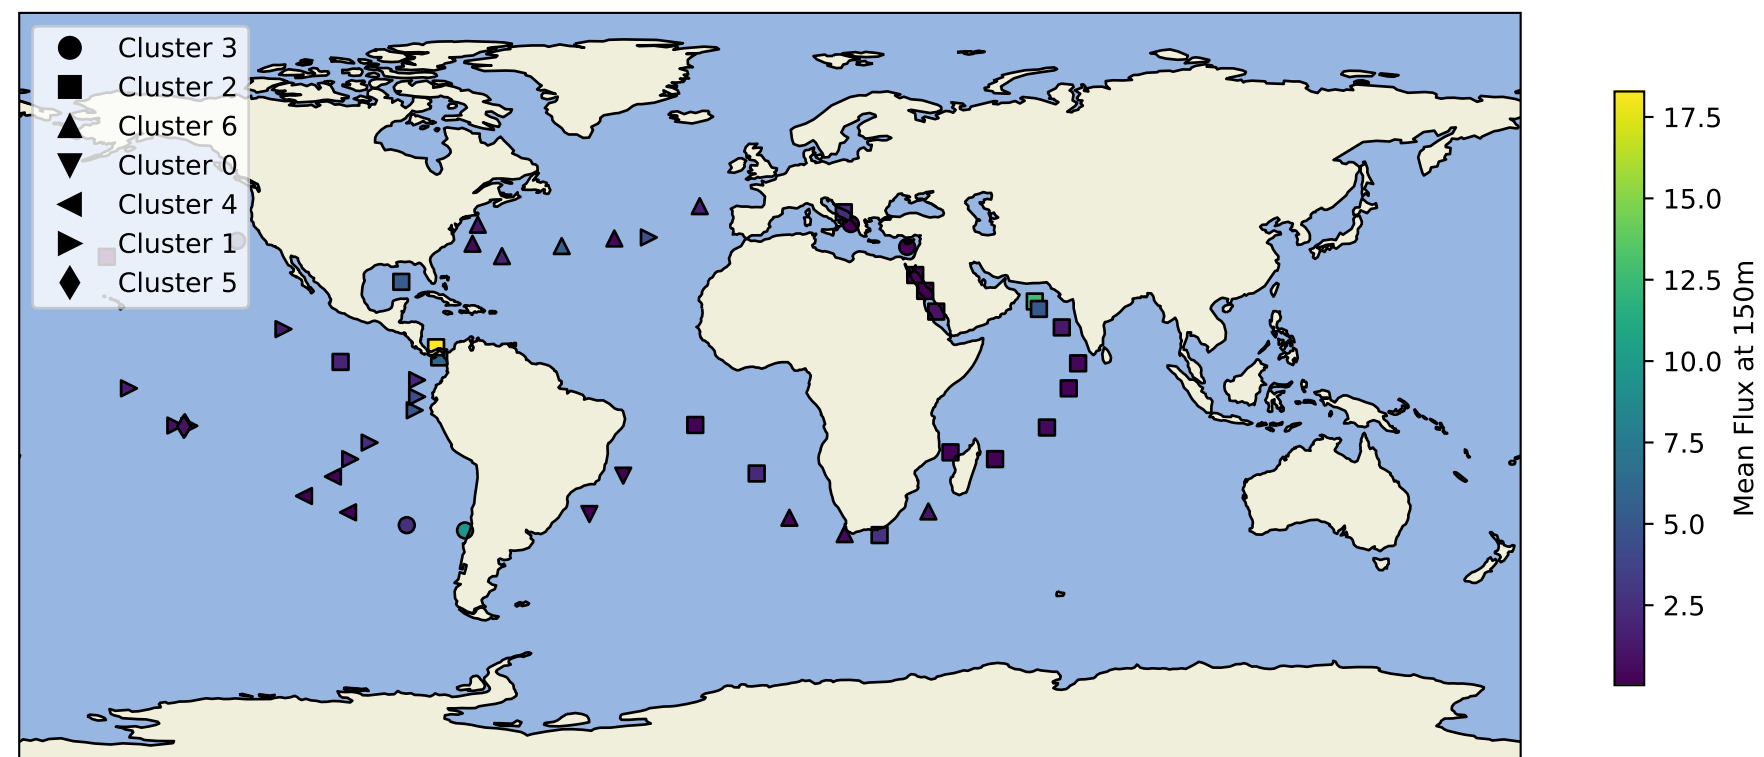 Cluster 3
Cluster 2
Cluster 6
Cluster 0
Cluster 4
Cluster 1
Cluster 5
17.5
15.0
12.5
10.0
7.5
5.0
2.5
Mean Flux at 150m